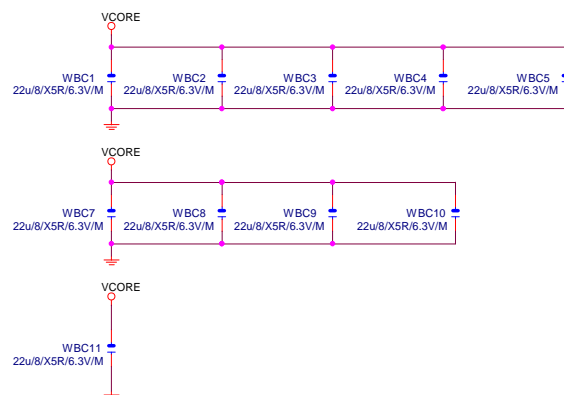 VCORE
WBC1 WBC2 WBC3 WBC4 WBC5
22u/8/X5R/6.3V/M 22u/8/X5R/6.3V/M 22u/8/X5R/6.3V/M 22u/8/X5R/6.3V/M 22u/8/X5R/6.3V/M
VCORE
WBC7 WBC8 WBC9 WBC10
22u/8/X5R/6.3V/M 22u/8/X5R/6.3V/M 22u/8/X5R/6.3V/M 22u/8/X5R/6.3V/M
VCORE
WBC11
22u/8/X5R/6.3V/M